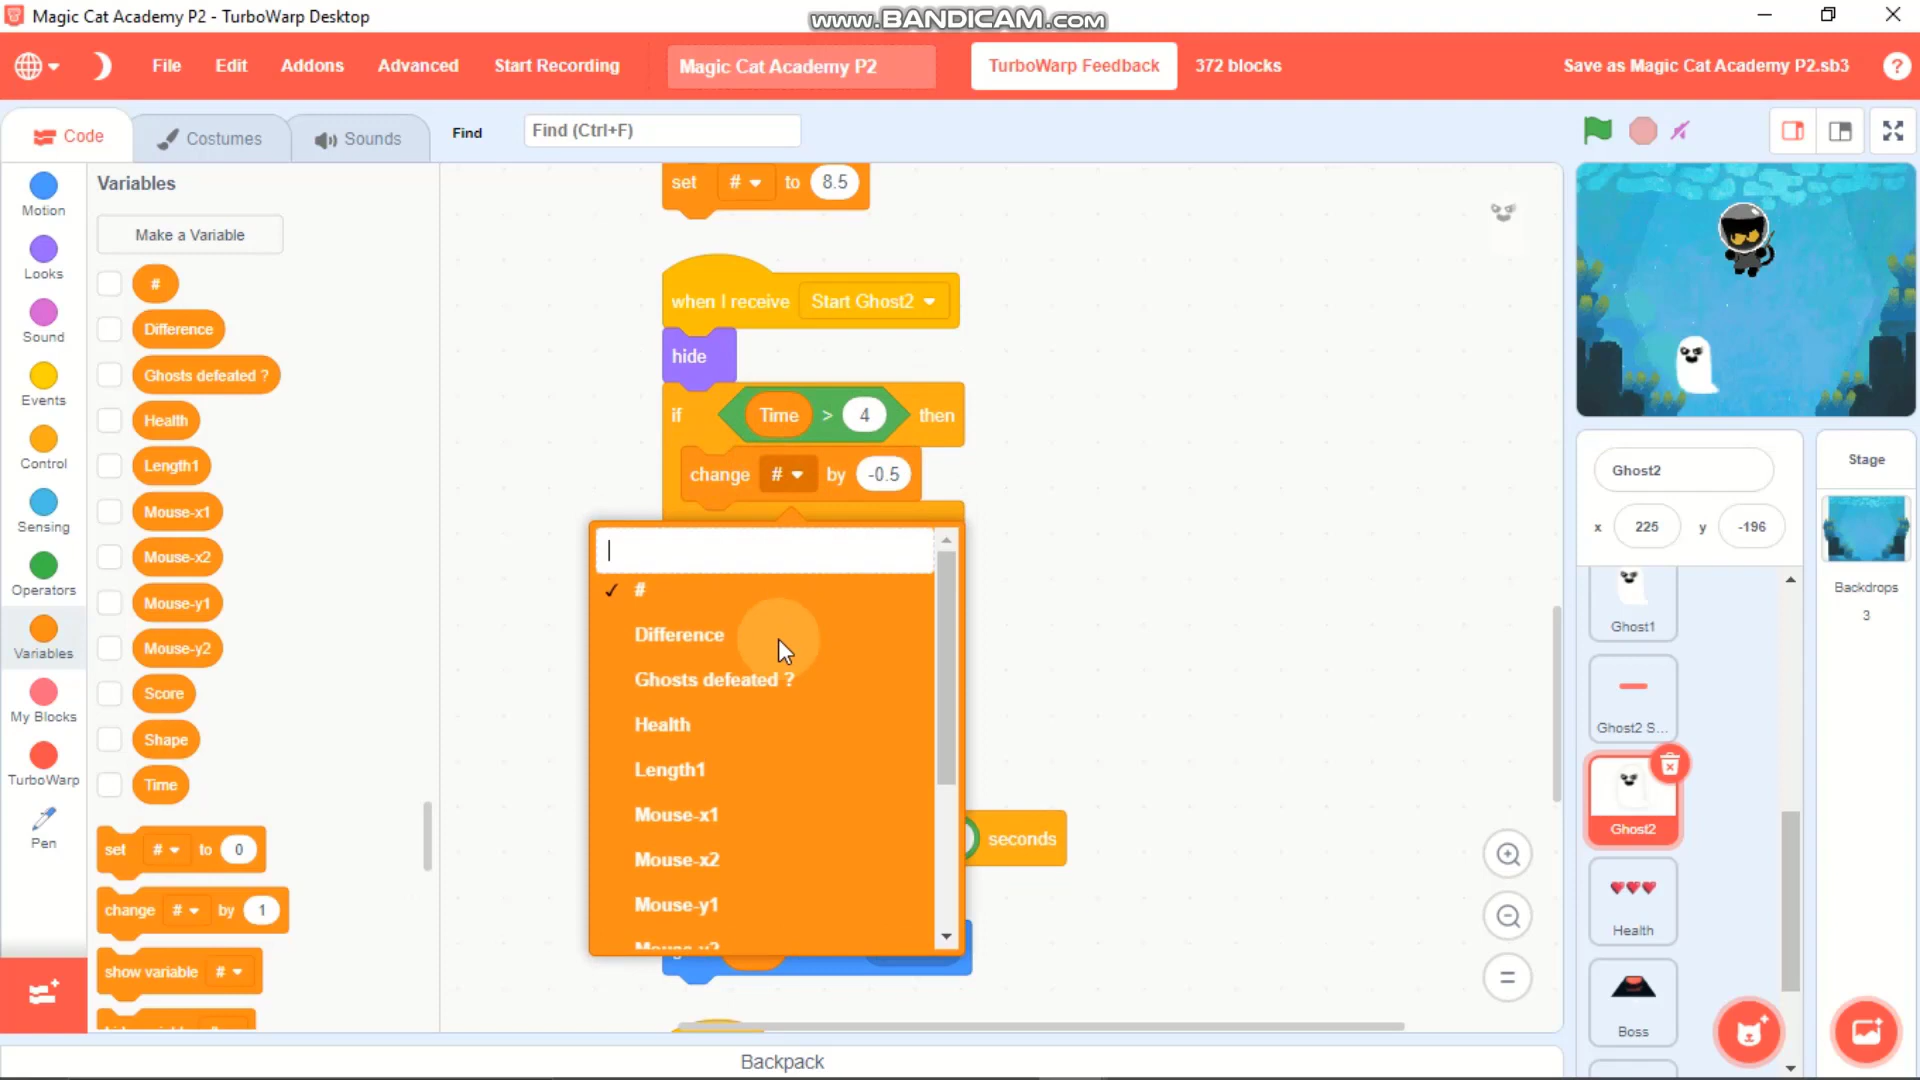 Magic Cat Academy P2 - TurboWarp Desktop
www.BANDICAM.com
File Edit Addons Advanced Start Recording
Magic Cat Academy P2
TurboWarp Feedback
372 blocks
Save as Magic Cat Academy P2.sb3
?
Code
Costumes
Sounds
Find
Find (Ctrl+F)
Motion
Looks
Sound
Events
Control
Sensing
Operators
Variables
My Blocks
TurboWarp
Pen
Variables
Make a Variable
#
Difference
Ghosts defeated ?
Health
Length1
Mouse-x1
Mouse-x2
Mouse-y1
Mouse-y2
Score
Shape
Time
set # to 0
change # by 1
show variable #
set # to 8.5
when I receive Start Ghost2
hide
if Time > 4 then
change # by -0.5
#
Difference
Ghosts defeated ?
Health
Length1
Mouse-x1
Mouse-x2
Mouse-y1
Mouse-y2
seconds
Backpack
Ghost2
x 225 y -196
Ghost1
Ghost2 S...
Ghost2
Health
Boss
Stage
Backdrops
3